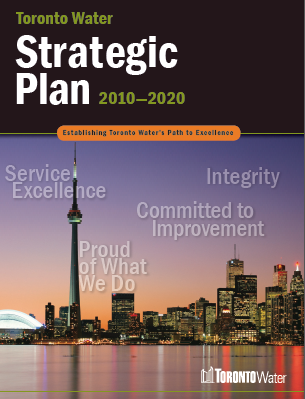 Toronto Water
Strategic
Plan 2010—2020
Establishing Toronto Water's Path to Excellence
Service
Excellence
Integrity
Committed to
Improvement
Proud
of What
We Do
TORONTO Water